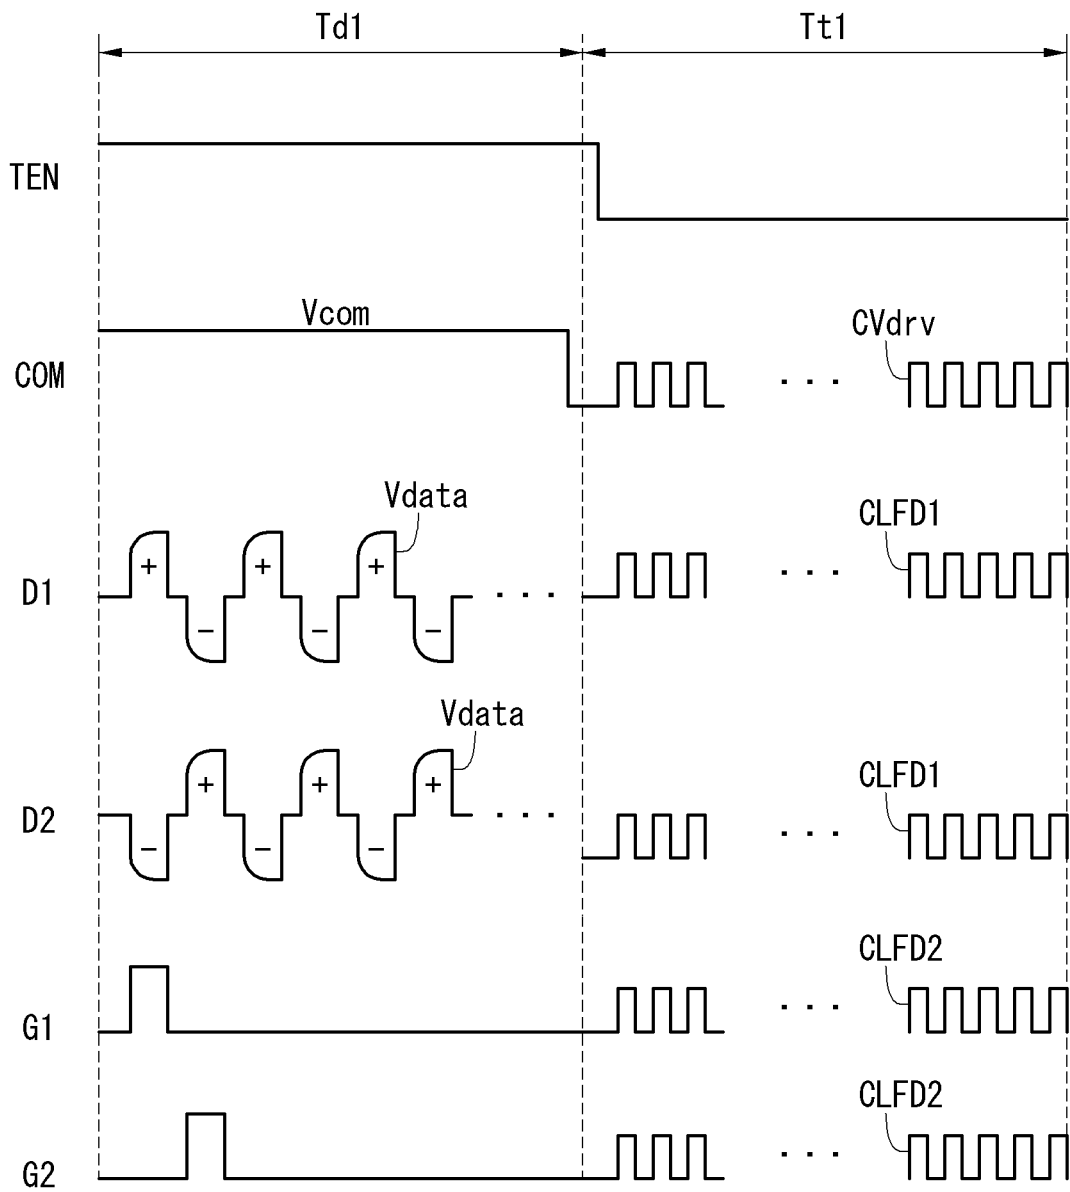 Td1 Tt1
TEN
Vcom CVdrv
COM . . .
Vdata CLFD1
+ + +
D1 . . . . . .
− − −
Vdata CLFD1
+ + +
D2 . . . . . .
− − −
CLFD2
G1 . . .
CLFD2
G2 . . .